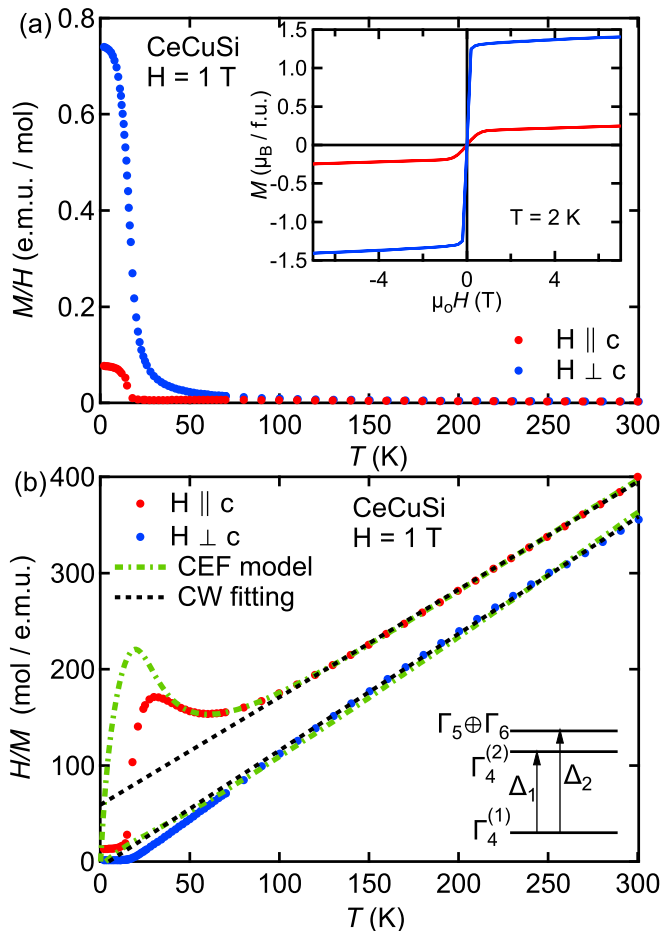 (a)
CeCuSi
H = 1 T
M/H (e.m.u. / mol)
0.8
0.6
0.4
0.2
0
0 50 100 150 200 250 300
T (K)
M (μB / f.u.)
1.5
1.0
0.5
0
-0.5
-1.0
-1.5
T = 2 K
-4 0 4
μoH (T)
H ∥ c
H ⊥ c
(b)
H ∥ c
H ⊥ c
CEF model
CW fitting
CeCuSi
H = 1 T
H/M (mol / e.m.u.)
400
300
200
100
0
Γ5⊕Γ6
Γ4(2)
Δ1 Δ2
Γ4(1)
0 50 100 150 200 250 300
T (K)